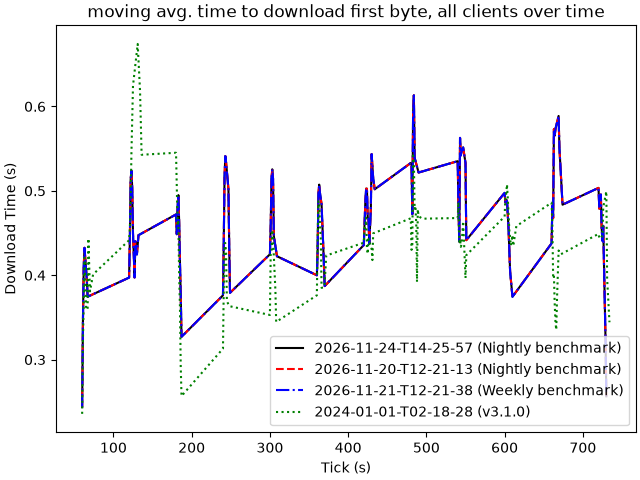 moving avg. time to download first byte, all clients over time
Download Time (s)
0.6
0.5
0.4
0.3
2026-11-24-T14-25-57 (Nightly benchmark)
2026-11-20-T12-21-13 (Nightly benchmark)
2026-11-21-T12-21-38 (Weekly benchmark)
2024-01-01-T02-18-28 (v3.1.0)
100 200 300 400 500 600 700
Tick (s)